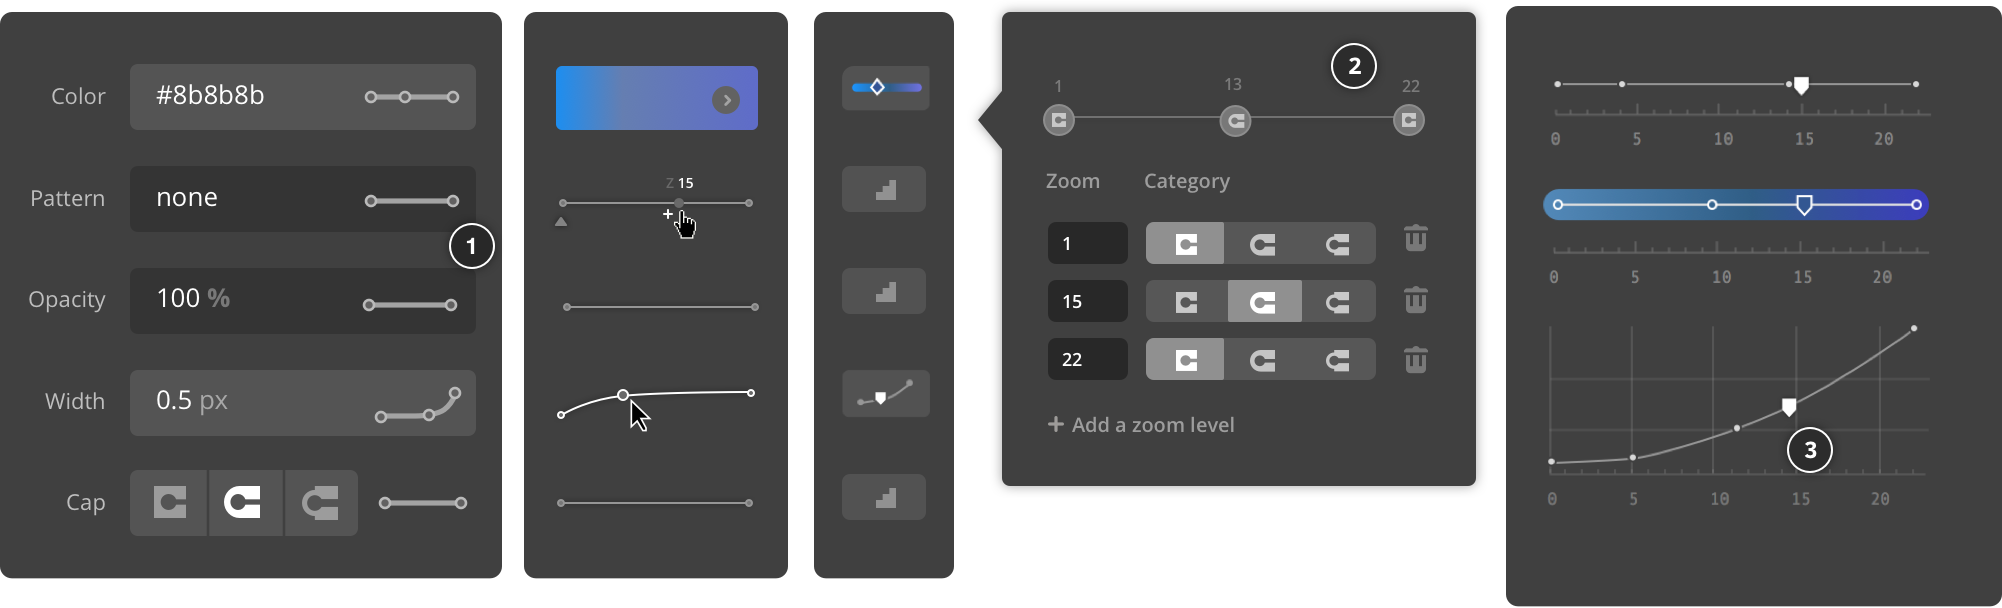 Color
#8b8b8b
Pattern
none
1
Opacity
100 %
Width
0.5 px
Cap
Z 15
2
1 13 22
Zoom Category
1
15
22
+ Add a zoom level
0 5 10 15 20
0 5 10 15 20
3
0 5 10 15 20